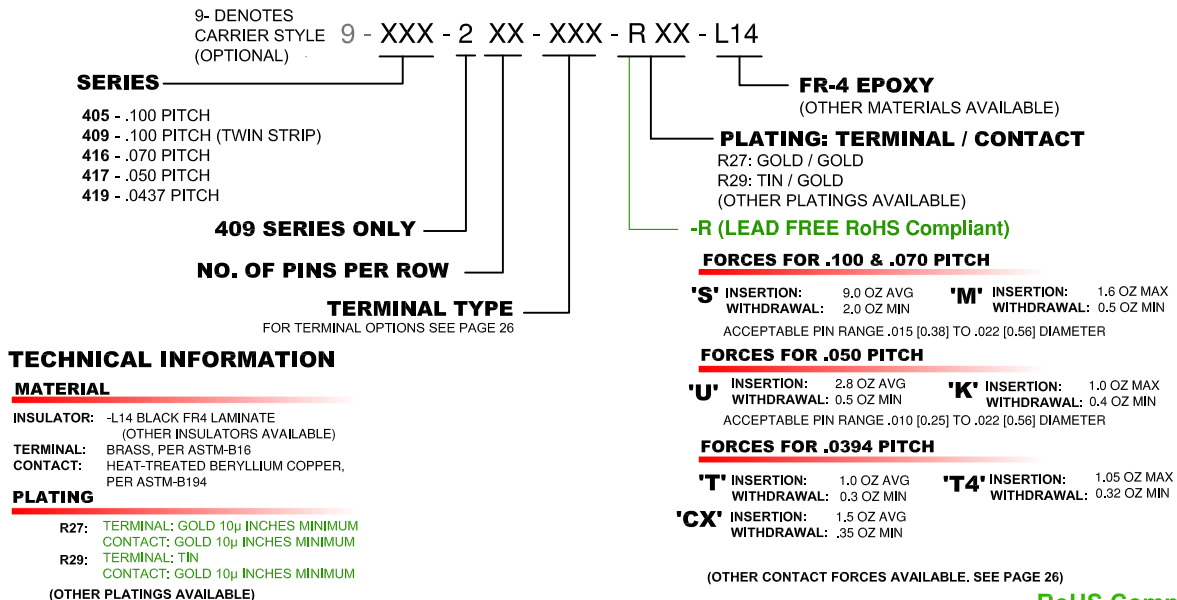 9- DENOTES
CARRIER STYLE
(OPTIONAL)
9 - XXX - 2 XX - XXX - R XX - L14
SERIES
405 - .100 PITCH
409 - .100 PITCH (TWIN STRIP)
416 - .070 PITCH
417 - .050 PITCH
419 - .0437 PITCH
409 SERIES ONLY
NO. OF PINS PER ROW
TERMINAL TYPE
FOR TERMINAL OPTIONS SEE PAGE 26
FR-4 EPOXY
(OTHER MATERIALS AVAILABLE)
PLATING: TERMINAL / CONTACT
R27: GOLD / GOLD
R29: TIN / GOLD
(OTHER PLATINGS AVAILABLE)
-R (LEAD FREE RoHS Compliant)
TECHNICAL INFORMATION
MATERIAL
INSULATOR: -L14 BLACK FR4 LAMINATE
(OTHER INSULATORS AVAILABLE)
TERMINAL: BRASS, PER ASTM-B16
CONTACT: HEAT-TREATED BERYLLIUM COPPER,
PER ASTM-B194
PLATING
R27: TERMINAL: GOLD 10µ INCHES MINIMUM
CONTACT: GOLD 10µ INCHES MINIMUM
R29: TERMINAL: TIN
CONTACT: GOLD 10µ INCHES MINIMUM
(OTHER PLATINGS AVAILABLE)
FORCES FOR .100 & .070 PITCH
'S' INSERTION: 9.0 OZ AVG
WITHDRAWAL: 2.0 OZ MIN
'M' INSERTION: 1.6 OZ MAX
WITHDRAWAL: 0.5 OZ MIN
ACCEPTABLE PIN RANGE .015 [0.38] TO .022 [0.56] DIAMETER
FORCES FOR .050 PITCH
'U' INSERTION: 2.8 OZ AVG
WITHDRAWAL: 0.5 OZ MIN
'K' INSERTION: 1.0 OZ MAX
WITHDRAWAL: 0.4 OZ MIN
ACCEPTABLE PIN RANGE .010 [0.25] TO .022 [0.56] DIAMETER
FORCES FOR .0394 PITCH
'T' INSERTION: 1.0 OZ AVG
WITHDRAWAL: 0.3 OZ MIN
'T4' INSERTION: 1.05 OZ MAX
WITHDRAWAL: 0.32 OZ MIN
'CX' INSERTION: 1.5 OZ AVG
WITHDRAWAL: .35 OZ MIN
(OTHER CONTACT FORCES AVAILABLE. SEE PAGE 26)